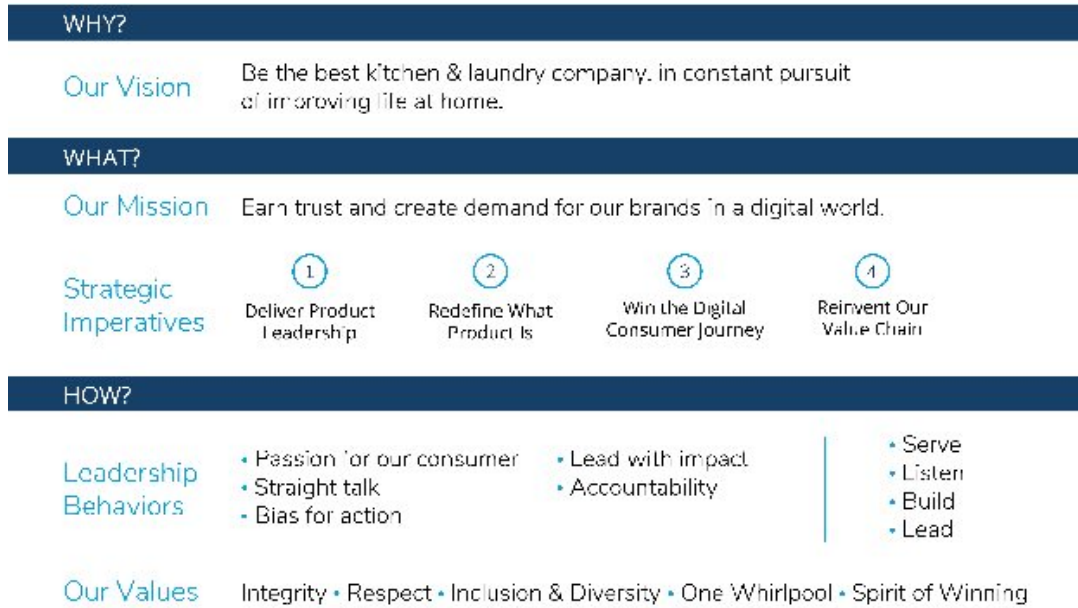 WHY?
Our Vision
Be the best kitchen & laundry company, in constant pursuit
of improving life at home.
WHAT?
Our Mission
Earn trust and create demand for our brands in a digital world.
Strategic
Imperatives
1
Deliver Product
Leadership
2
Redefine What
Product Is
3
Win the Digital
Consumer Journey
4
Reinvent Our
Value Chain
HOW?
Leadership
Behaviors
• Passion for our consumer
• Straight talk
• Bias for action
• Lead with impact
• Accountability
• Serve
• Listen
• Build
• Lead
Our Values
Integrity • Respect • Inclusion & Diversity • One Whirlpool • Spirit of Winning